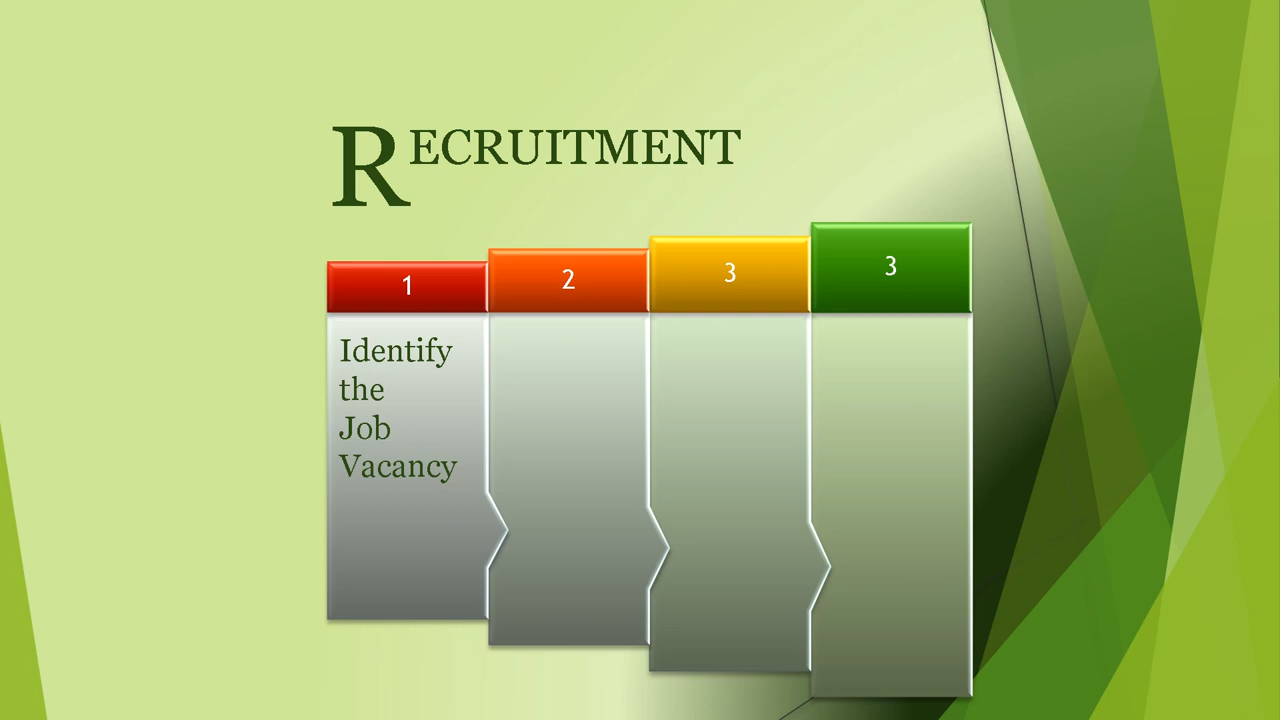 RECRUITMENT
1
2
3
3
Identify
the
Job
Vacancy